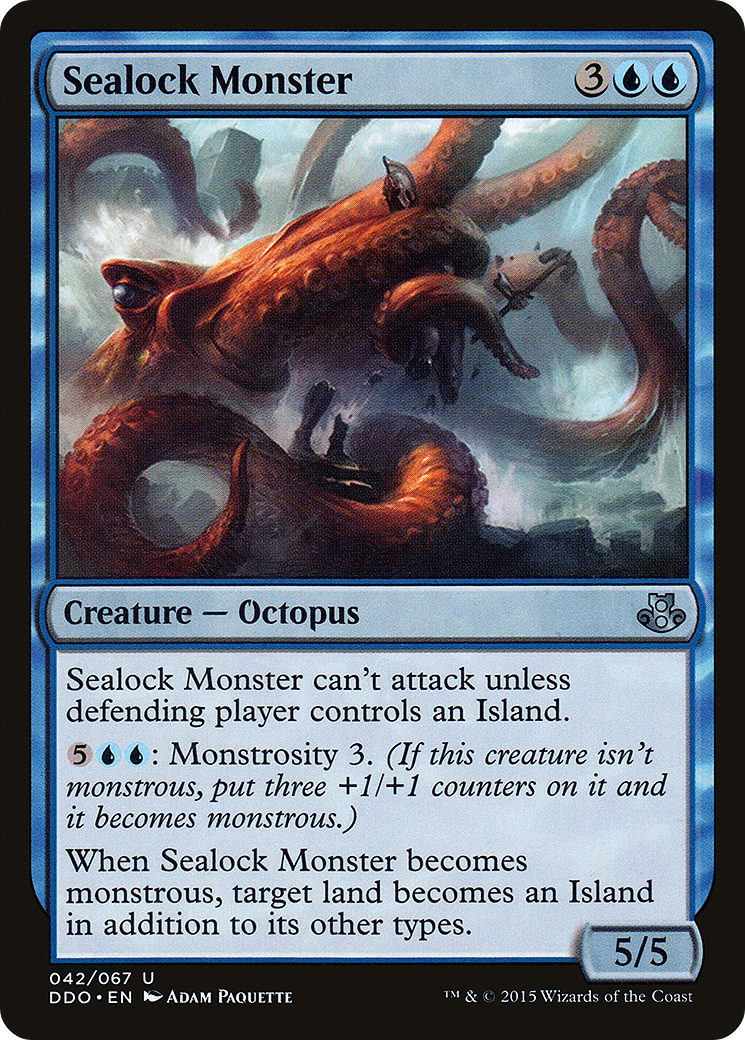 Sealock Monster 3
Creature — Octopus
Sealock Monster can't attack unless
defending player controls an Island.
5: Monstrosity 3. (If this creature isn't
monstrous, put three +1/+1 counters on it and
it becomes monstrous.)
When Sealock Monster becomes
monstrous, target land becomes an Island
in addition to its other types.
5/5
042/067 U
DDO • EN Adam Paquette
™ & © 2015 Wizards of the Coast